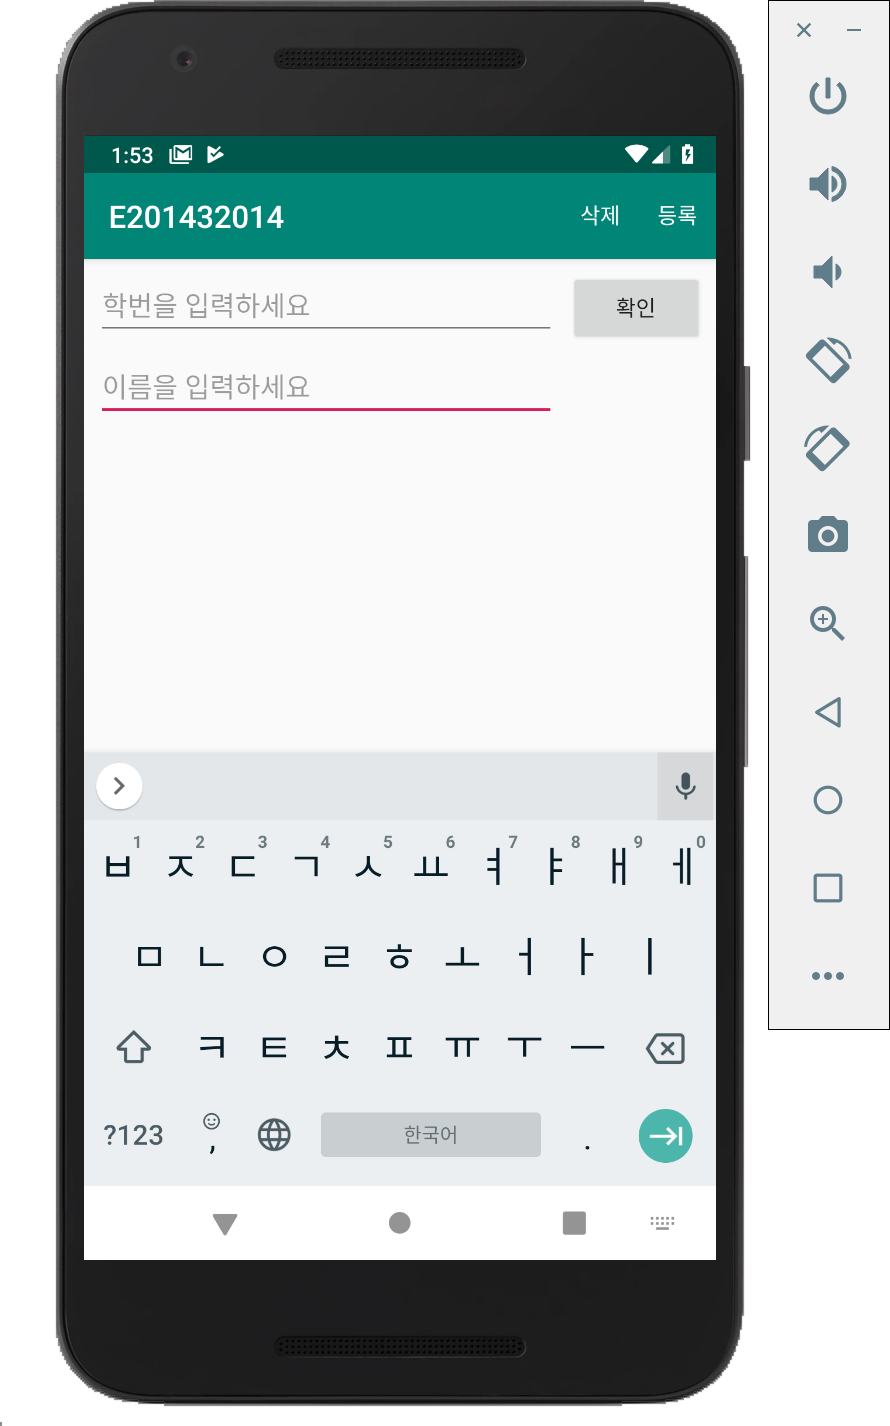 1:53
E201432014 삭제 등록
학번을 입력하세요 확인
이름을 입력하세요
1 2 3 4 5 6 7 8 9 0
ㅂ ㅈ ㄷ ㄱ ㅅ ㅛ ㅕ ㅑ ㅐ ㅔ
ㅁ ㄴ ㅇ ㄹ ㅎ ㅗ ㅓ ㅏ ㅣ
ㅋ ㅌ ㅊ ㅍ ㅠ ㅜ ㅡ
?123 , 한국어 .